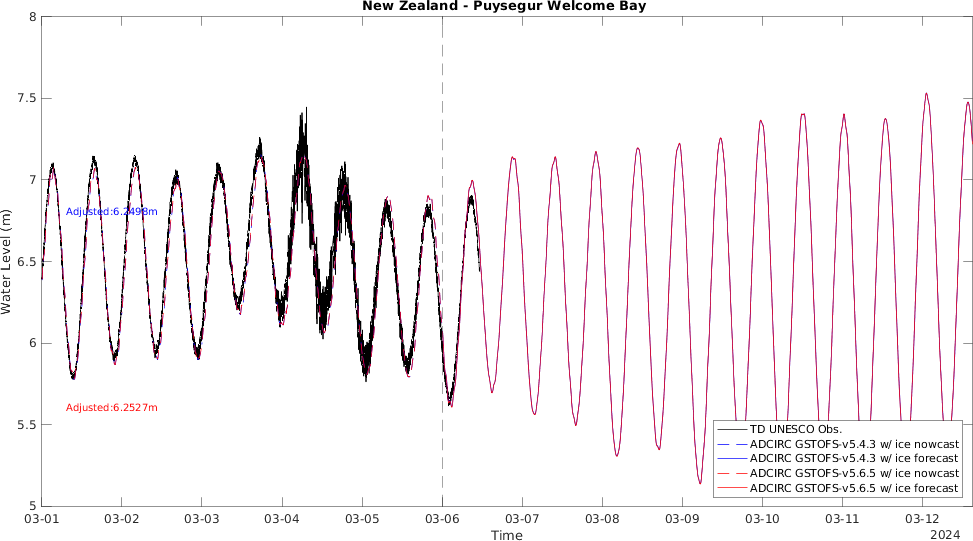 New Zealand - Puysegur Welcome Bay
8
7.5
7
6.5
6
5.5
5
Water Level (m)
Adjusted:6.2498m
Adjusted:6.2527m
TD UNESCO Obs.
ADCIRC GSTOFS-v5.4.3 w/ ice nowcast
ADCIRC GSTOFS-v5.4.3 w/ ice forecast
ADCIRC GSTOFS-v5.6.5 w/ ice nowcast
ADCIRC GSTOFS-v5.6.5 w/ ice forecast
03-01 03-02 03-03 03-04 03-05 03-06 03-07 03-08 03-09 03-10 03-11 03-12
Time
2024